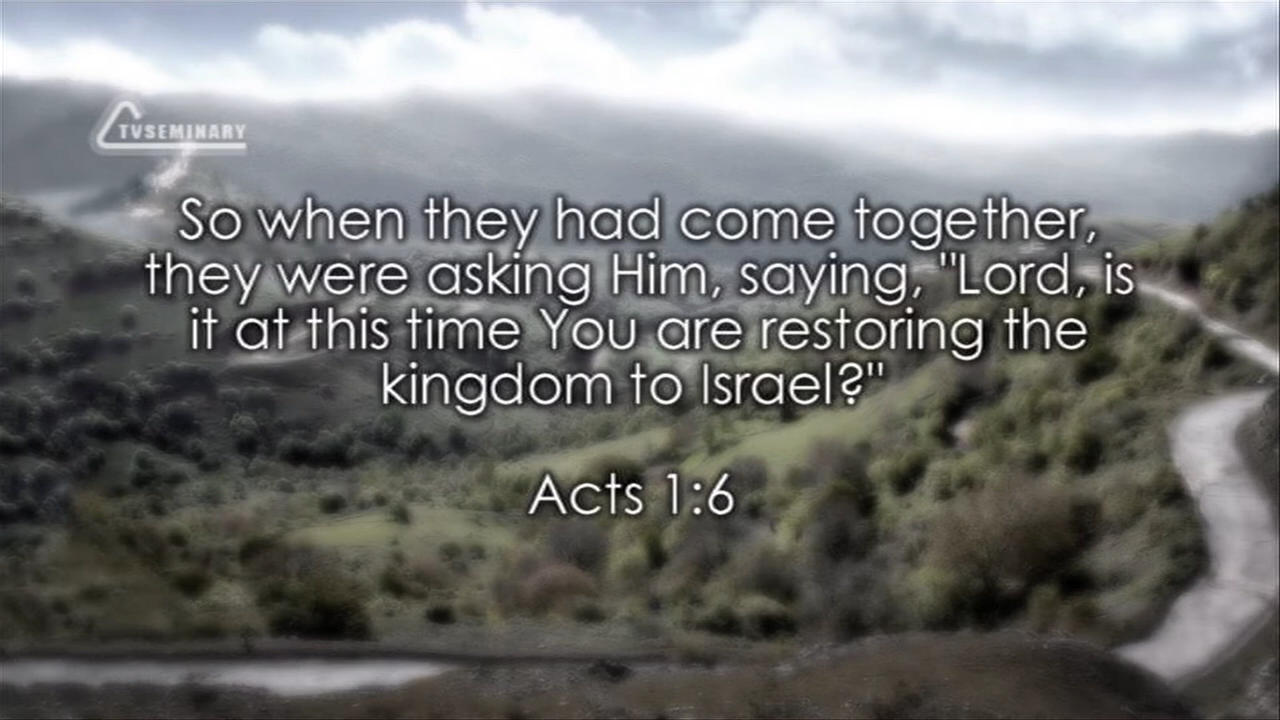 TVSEMINARY
So when they had come together,
they were asking Him, saying, "Lord, is
it at this time You are restoring the
kingdom to Israel?"
Acts 1:6